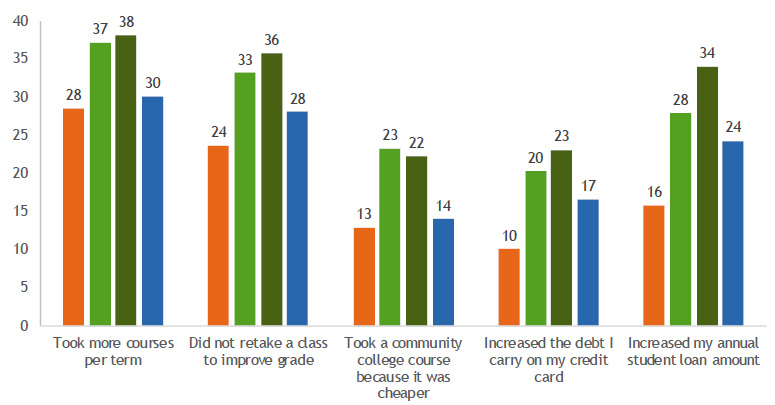 40
35
30
25
20
15
10
5
0
28 37 38 30
24 33 36 28
13 23 22 14
10 20 23 17
16 28 34 24
Took more courses
per term
Did not retake a class
to improve grade
Took a community
college course
because it was
cheaper
Increased the debt I
carry on my credit
card
Increased my annual
student loan amount